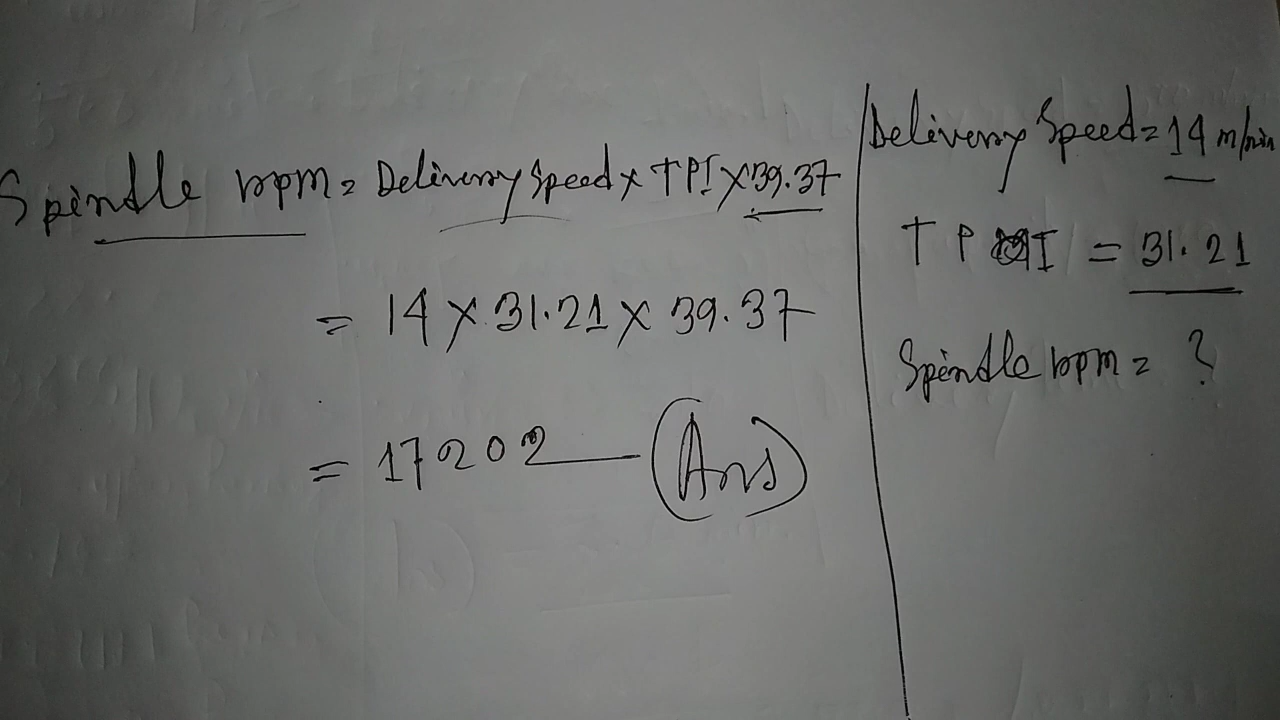 Spindle rpm = Delivery Speed x TPI x 39.37
= 14 x 31.21 x 39.37
= 17202 (Ans)
Delivery Speed = 14 m/min
TP I = 31.21
Spindle rpm = ?